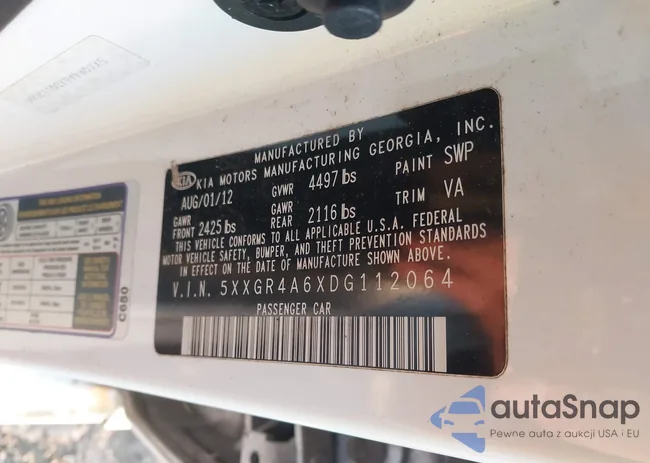 MANUFACTURED BY
KIA KIA MOTORS MANUFACTURING GEORGIA, INC.
AUG/01/12 GVWR 4497 lbs PAINT SWP
GAWR FRONT 2425 lbs GAWR REAR 2116 lbs TRIM VA
THIS VEHICLE CONFORMS TO ALL APPLICABLE U.S.A. FEDERAL
MOTOR VEHICLE SAFETY, BUMPER, AND THEFT PREVENTION STANDARDS
IN EFFECT ON THE DATE OF MANUFACTURE SHOWN ABOVE.
V.I.N. 5XXGR4A6XDG112064
PASSENGER CAR
C680
autaSnap
Pewne auta z aukcji USA i EU